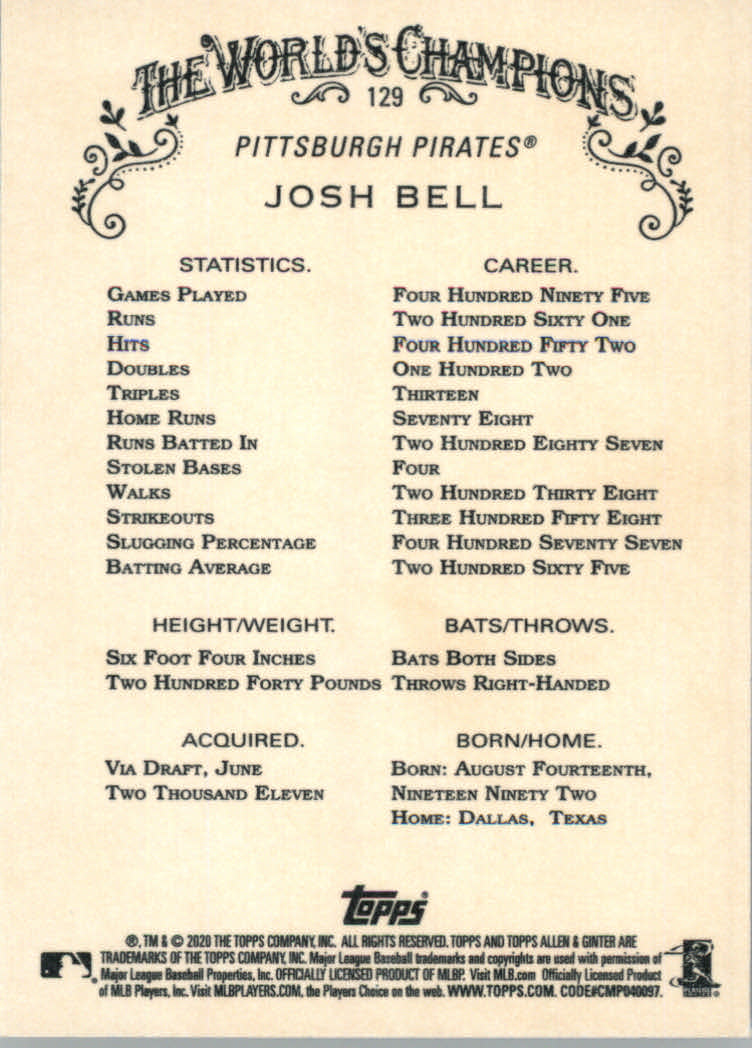 THE WORLD'S CHAMPIONS
129
PITTSBURGH PIRATES®
JOSH BELL
STATISTICS. CAREER.
GAMES PLAYED FOUR HUNDRED NINETY FIVE
RUNS TWO HUNDRED SIXTY ONE
HITS FOUR HUNDRED FIFTY TWO
DOUBLES ONE HUNDRED TWO
TRIPLES THIRTEEN
HOME RUNS SEVENTY EIGHT
RUNS BATTED IN TWO HUNDRED EIGHTY SEVEN
STOLEN BASES FOUR
WALKS TWO HUNDRED THIRTY EIGHT
STRIKEOUTS THREE HUNDRED FIFTY EIGHT
SLUGGING PERCENTAGE FOUR HUNDRED SEVENTY SEVEN
BATTING AVERAGE TWO HUNDRED SIXTY FIVE
HEIGHT/WEIGHT. BATS/THROWS.
SIX FOOT FOUR INCHES BATS BOTH SIDES
TWO HUNDRED FORTY POUNDS THROWS RIGHT-HANDED
ACQUIRED. BORN/HOME.
VIA DRAFT, JUNE BORN: AUGUST FOURTEENTH,
TWO THOUSAND ELEVEN NINETEEN NINETY TWO
HOME: DALLAS, TEXAS
Topps®
®, TM & © 2020 THE TOPPS COMPANY, INC. ALL RIGHTS RESERVED. TOPPS AND TOPPS ALLEN & GINTER ARE
TRADEMARKS OF THE TOPPS COMPANY, INC. Major League Baseball trademarks and copyrights are used with permission of
Major League Baseball Properties, Inc. OFFICIALLY LICENSED PRODUCT OF MLBP. Visit MLB.com Officially Licensed Product
of MLB Players, Inc. Visit MLBPLAYERS.COM, the Players Choice on the web. WWW.TOPPS.COM. CODE#CMP040097.